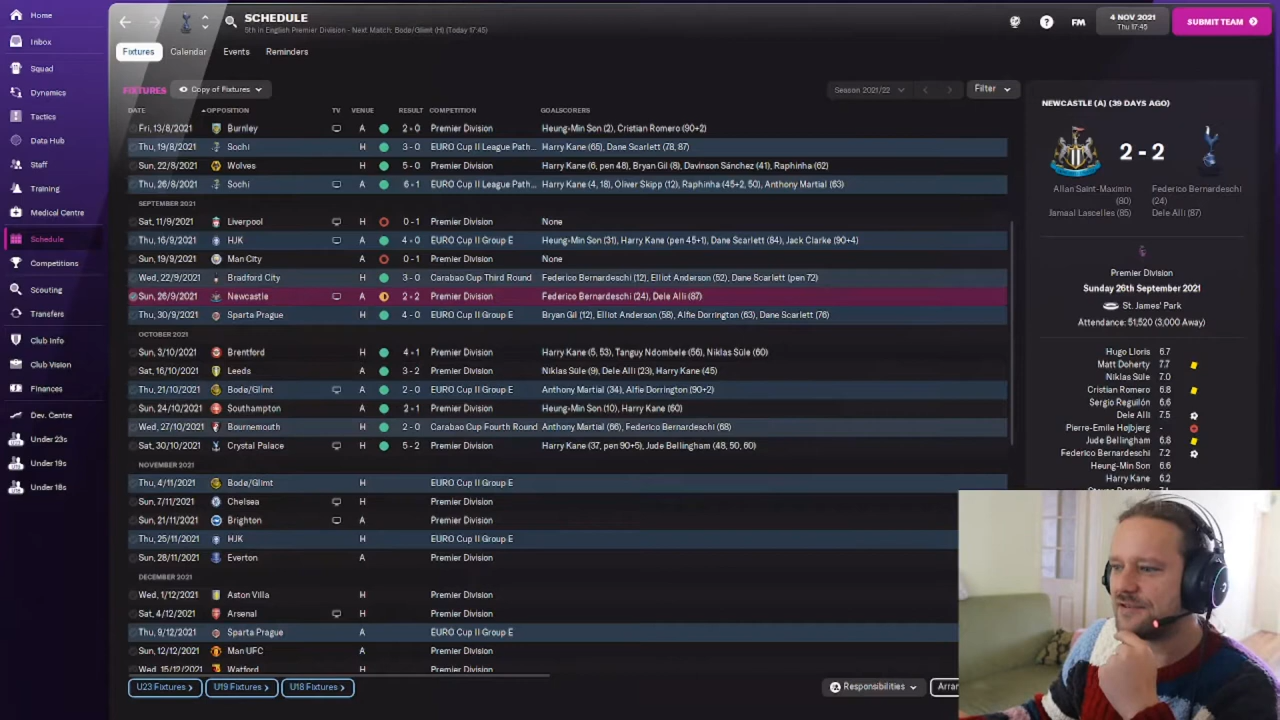 Home
Inbox
Squad
Dynamics
Tactics
Data Hub
Staff
Training
Medical Centre
Schedule
Competitions
Scouting
Transfers
Club Info
Club Vision
Finances
Dev. Centre
Under 23s
Under 19s
Under 18s
SCHEDULE
5th in English Premier Division - Next Match: Bodø/Glimt (H) (Today 17:45)
FM
4 NOV 2021
Thu 17:45
SUBMIT TEAM
Fixtures Calendar Events Reminders
FIXTURES Copy of Fixtures Season 2021/22 Filter
DATE OPPOSITION TV VENUE RESULT COMPETITION GOALSCORERS
Fri, 13/8/2021 Burnley A 2 - 0 Premier Division Heung-Min Son (2), Cristian Romero (90+2)
Thu, 19/8/2021 Sochi H 3 - 0 EURO Cup II League Path... Harry Kane (65), Dane Scarlett (78, 87)
Sun, 22/8/2021 Wolves A 5 - 0 Premier Division Harry Kane (6, pen 48), Bryan Gil (8), Davinson Sánchez (41), Raphinha (62)
Thu, 26/8/2021 Sochi A 6 - 1 EURO Cup II League Path... Harry Kane (4, 18), Oliver Skipp (12), Raphinha (45+2, 50), Anthony Martial (63)
SEPTEMBER 2021
Sat, 11/9/2021 Liverpool H 0 - 1 Premier Division None
Thu, 16/9/2021 HJK A 4 - 0 EURO Cup II Group E Heung-Min Son (31), Harry Kane (pen 45+1), Dane Scarlett (84), Jack Clarke (90+4)
Sun, 19/9/2021 Man City A 0 - 1 Premier Division None
Wed, 22/9/2021 Bradford City H 3 - 0 Carabao Cup Third Round Federico Bernardeschi (12), Elliot Anderson (52), Dane Scarlett (pen 72)
Sun, 26/9/2021 Newcastle A 2 - 2 Premier Division Federico Bernardeschi (24), Dele Alli (87)
Thu, 30/9/2021 Sparta Prague H 4 - 0 EURO Cup II Group E Bryan Gil (12), Elliot Anderson (58), Alfie Dorrington (63), Dane Scarlett (76)
OCTOBER 2021
Sun, 3/10/2021 Brentford H 4 - 1 Premier Division Harry Kane (5, 53), Tanguy Ndombele (56), Niklas Süle (60)
Sat, 16/10/2021 Leeds H 3 - 2 Premier Division Niklas Süle (9), Dele Alli (23), Harry Kane (45)
Thu, 21/10/2021 Bodø/Glimt A 2 - 0 EURO Cup II Group E Anthony Martial (34), Alfie Dorrington (90+2)
Sun, 24/10/2021 Southampton A 2 - 1 Premier Division Heung-Min Son (10), Harry Kane (60)
Wed, 27/10/2021 Bournemouth H 2 - 0 Carabao Cup Fourth Round Anthony Martial (66), Federico Bernardeschi (68)
Sat, 30/10/2021 Crystal Palace H 5 - 2 Premier Division Harry Kane (37, pen 90+5), Jude Bellingham (48, 50, 60)
NOVEMBER 2021
Thu, 4/11/2021 Bodø/Glimt H EURO Cup II Group E
Sun, 7/11/2021 Chelsea H Premier Division
Sun, 21/11/2021 Brighton A Premier Division
Thu, 25/11/2021 HJK H EURO Cup II Group E
Sun, 28/11/2021 Everton A Premier Division
DECEMBER 2021
Wed, 1/12/2021 Aston Villa H Premier Division
Sat, 4/12/2021 Arsenal H Premier Division
Thu, 9/12/2021 Sparta Prague A EURO Cup II Group E
Sun, 12/12/2021 Man UFC A Premier Division
Wed, 15/12/2021 Watford H Premier Division
U23 Fixtures U19 Fixtures U18 Fixtures Responsibilities
NEWCASTLE (A) (39 DAYS AGO)
2 - 2
Allan Saint-Maximin (80)
Jamaal Lascelles (85)
Federico Bernardeschi (24)
Dele Alli (87)
Premier Division
Sunday 26th September 2021
St. James' Park
Attendance: 51,520 (3,000 Away)
Hugo Lloris 6.7
Matt Doherty 7.7
Niklas Süle 7.0
Cristian Romero 6.8
Sergio Reguilón 6.6
Dele Alli 7.5
Pierre-Emile Højbjerg -
Jude Bellingham 6.8
Federico Bernardeschi 7.2
Heung-Min Son 6.6
Harry Kane 6.2